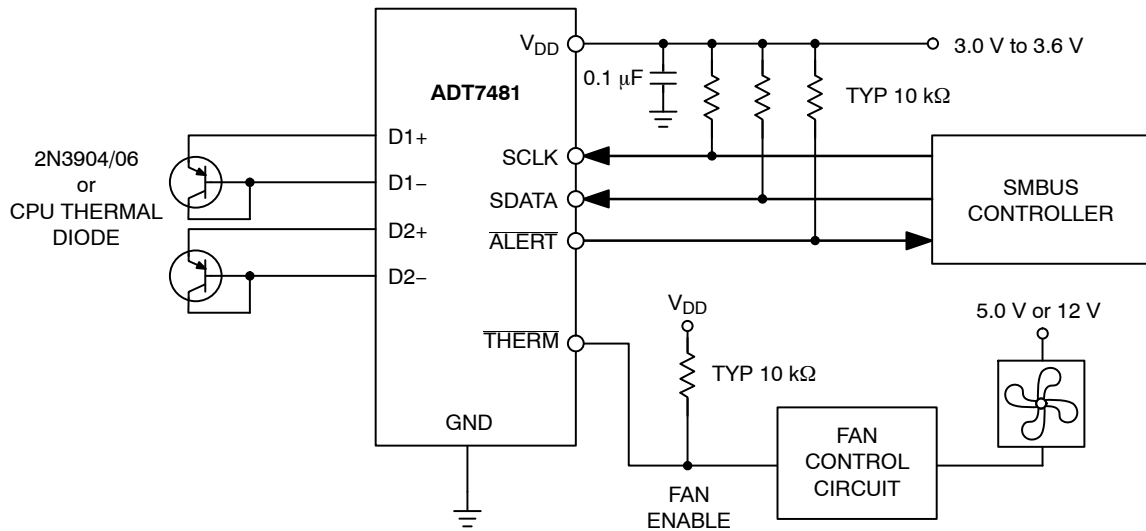 VDD
3.0 V to 3.6 V
0.1 μF
TYP 10 kΩ
ADT7481
D1+
D1−
D2+
D2−
2N3904/06
or
CPU THERMAL
DIODE
SCLK
SDATA
ALERT
THERM
GND
SMBUS
CONTROLLER
VDD
TYP 10 kΩ
5.0 V or 12 V
FAN
CONTROL
CIRCUIT
FAN
ENABLE